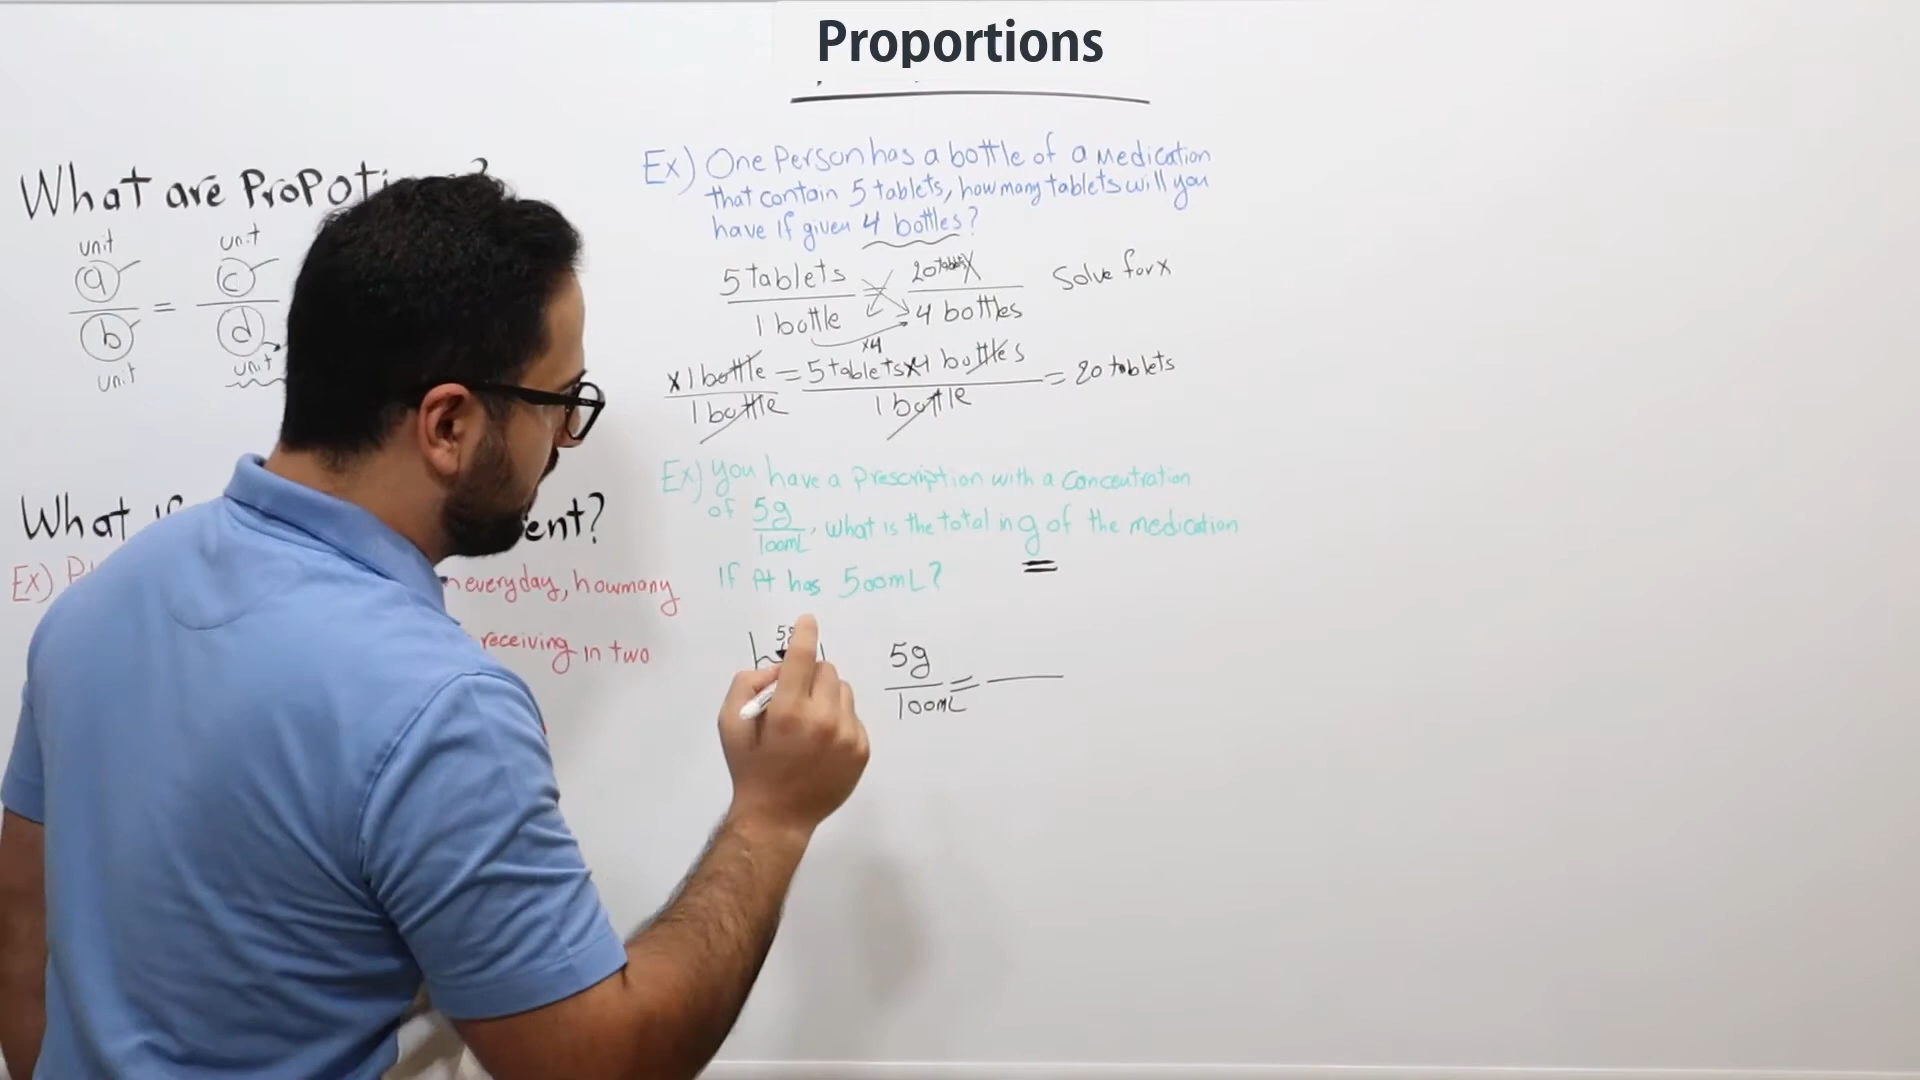 Proportions
What are
unit
unit
a
c
=
b
d
unit
unit
Ex) One Person has a bottle of a Medication
that contain 5 tablets, how many tablets will you
have If given 4 bottles?
5 tablets = 20 tablets X
1 bottle 4 bottles
Solve for x
x4
x 1 bottle = 5 tablets x 4 bottles = 20 tablets
1 bottle 1 bottle
Ex) you have a Prescription with a Concentration
of 5g
100mL, what is the total in g of the medication
If Pt has 500mL?
5g =
100mL
What
ent?
Ex)
everyday, how many
receiving in two